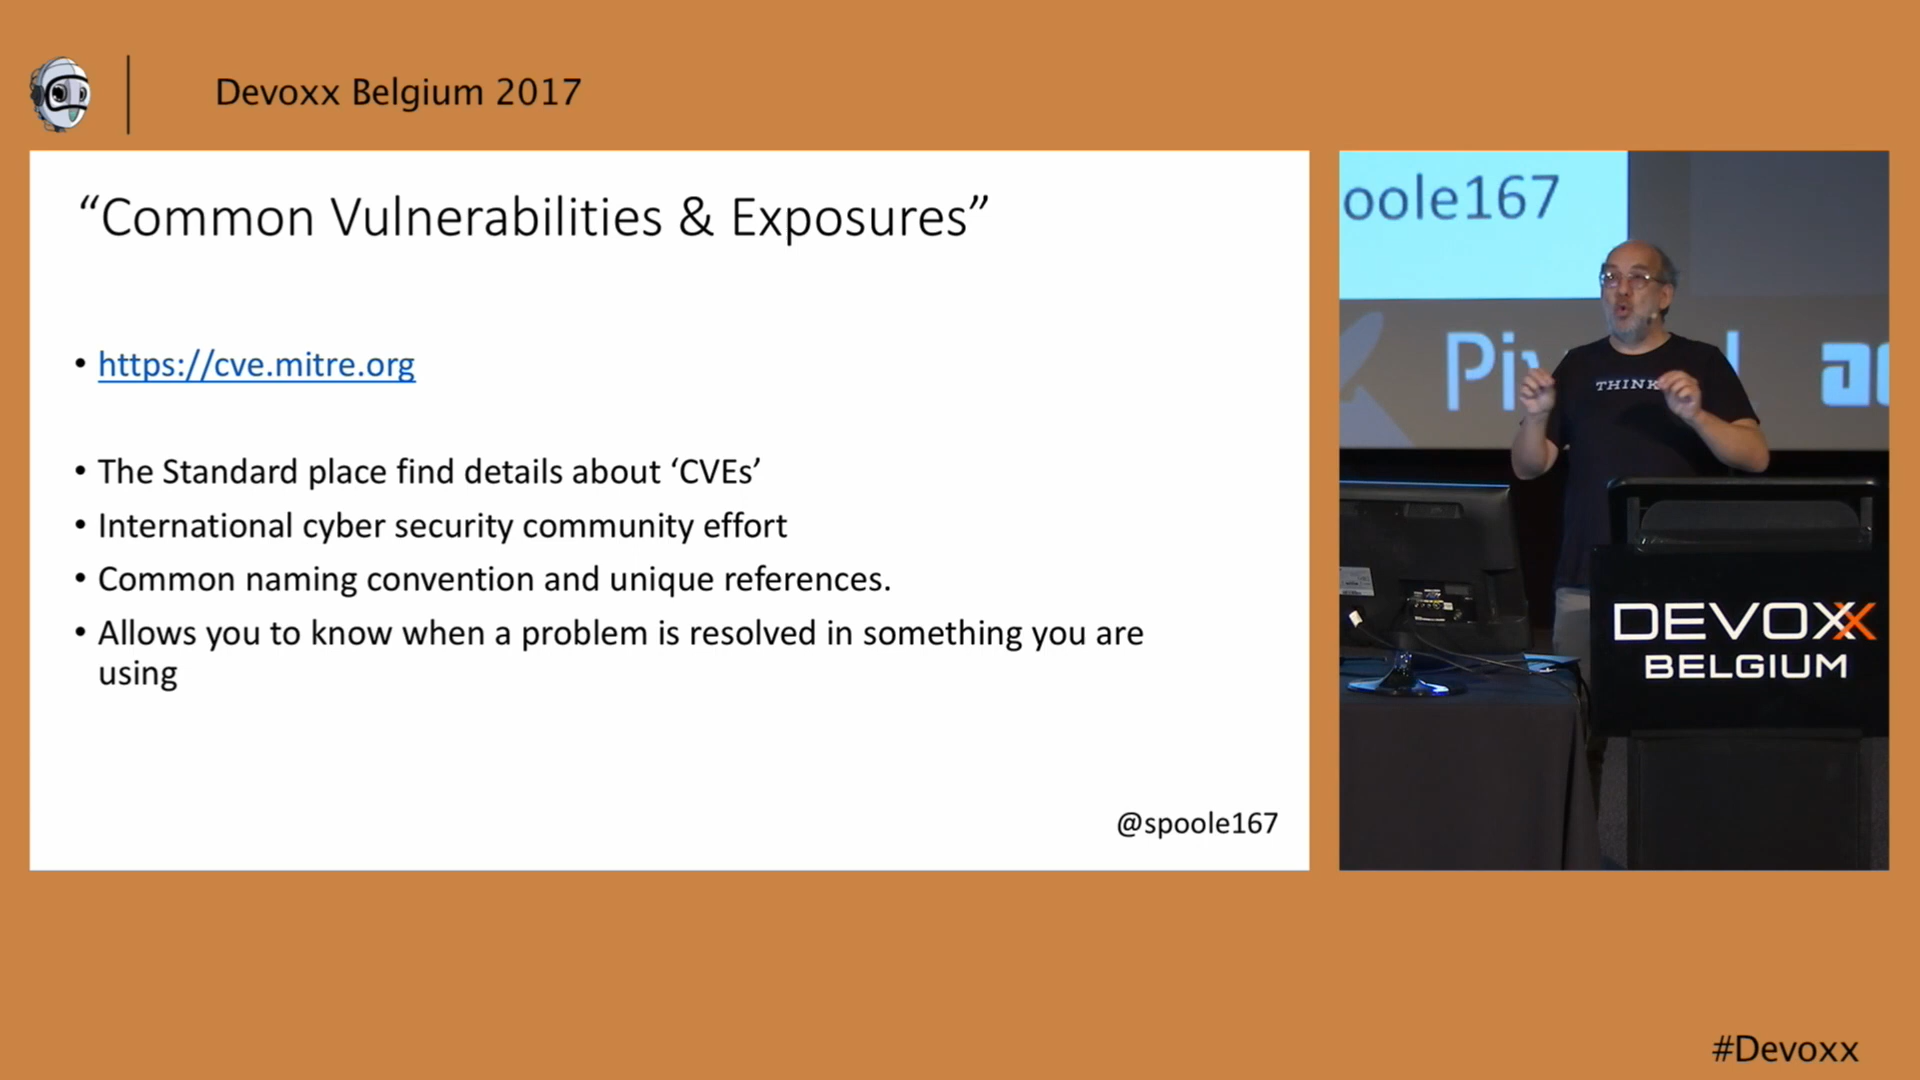 Devoxx Belgium 2017
“Common Vulnerabilities & Exposures”
• https://cve.mitre.org
• The Standard place find details about ‘CVEs’
• International cyber security community effort
• Common naming convention and unique references.
• Allows you to know when a problem is resolved in something you are
using
@spoole167
oole167
THINK
DEVOXX
BELGIUM
#Devoxx